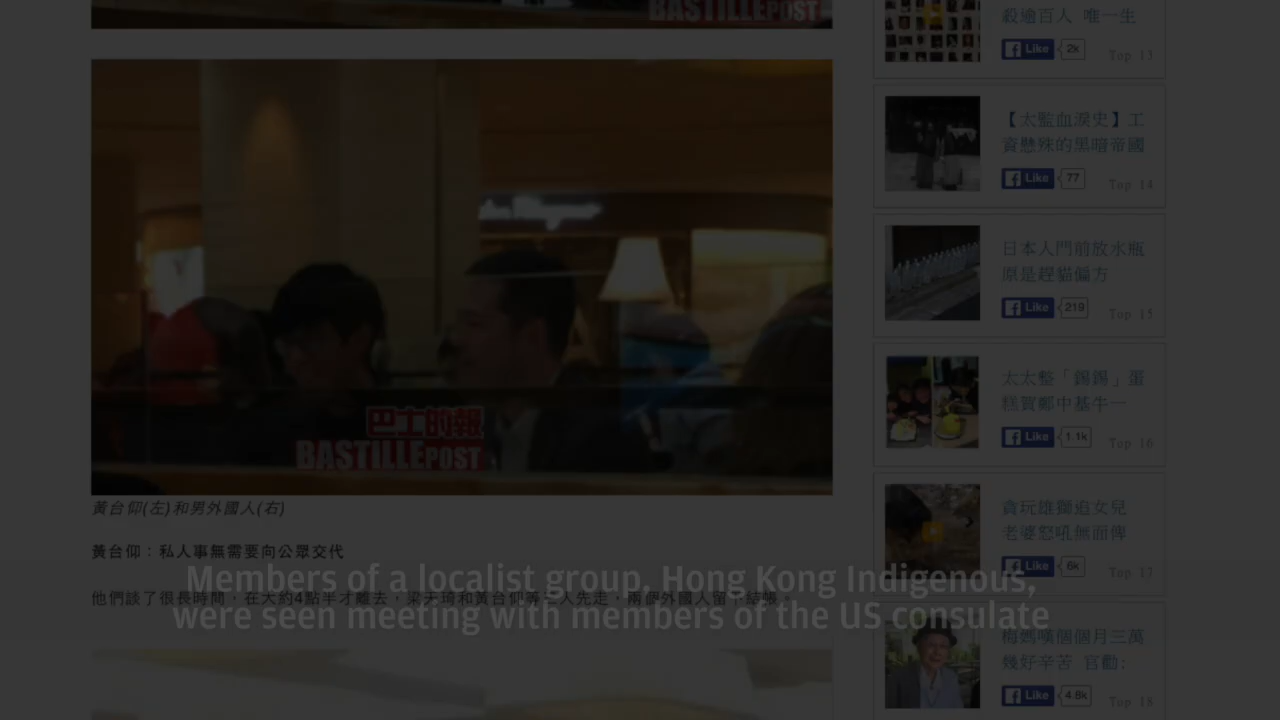 BASTILLEPOST
巴士的報
BASTILLEPOST
黃台仰(左)和男外國人(右)
黃台仰：私人事無需要向公眾交代
他們談了很長時間，在大約4點半才離去，梁天琦和黃台仰等三人先走，兩個外國人留下結帳。
Members of a localist group, Hong Kong Indigenous,
were seen meeting with members of the US consulate
殺逾百人 唯一生
Like 2k
Top 13
【太監血淚史】工
資懸殊的黑暗帝國
Like 77
Top 14
日本人門前放水瓶
原是趕貓偏方
Like 219
Top 15
太太整「錫錫」蛋
糕賀鄭中基牛一
Like 1.1k
Top 16
貪玩雄獅追女兒
老婆怒吼無面傳
Like 6k
Top 17
梅媽嘆個個月三萬
幾好辛苦 官勸:
Like 4.8k
Top 18